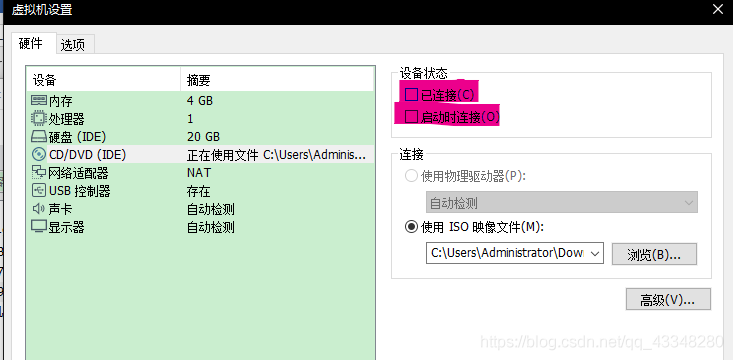 虚拟机设置
硬件 选项
设备 摘要
内存 4 GB
处理器 1
硬盘 (IDE) 20 GB
CD/DVD (IDE) 正在使用文件 C:\Users\Adminis...
网络适配器 NAT
USB 控制器 存在
声卡 自动检测
显示器 自动检测
设备状态
已连接(C)
启动时连接(O)
连接
使用物理驱动器(P):
自动检测
使用 ISO 映像文件(M):
C:\Users\Administrator\Dow
浏览(B)...
高级(V)...
https://blog.csdn.net/qq_43348280